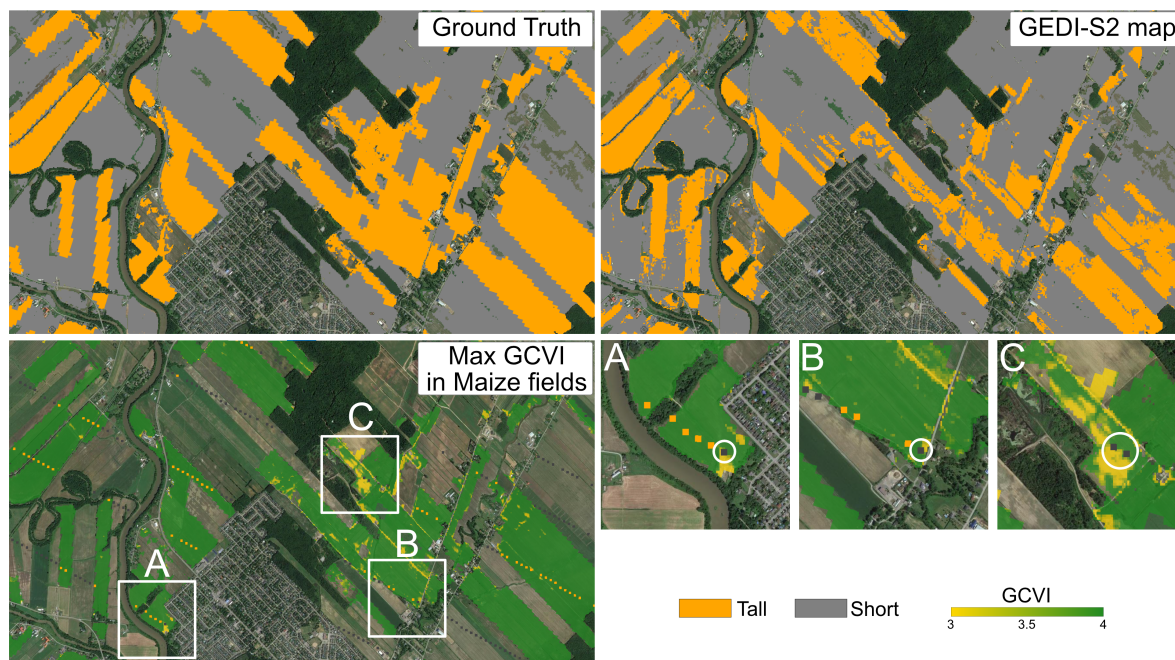 Ground Truth
GEDI-S2 map
Max GCVI
in Maize fields
A
B
C
A
B
C
Tall
Short
GCVI
3
3.5
4